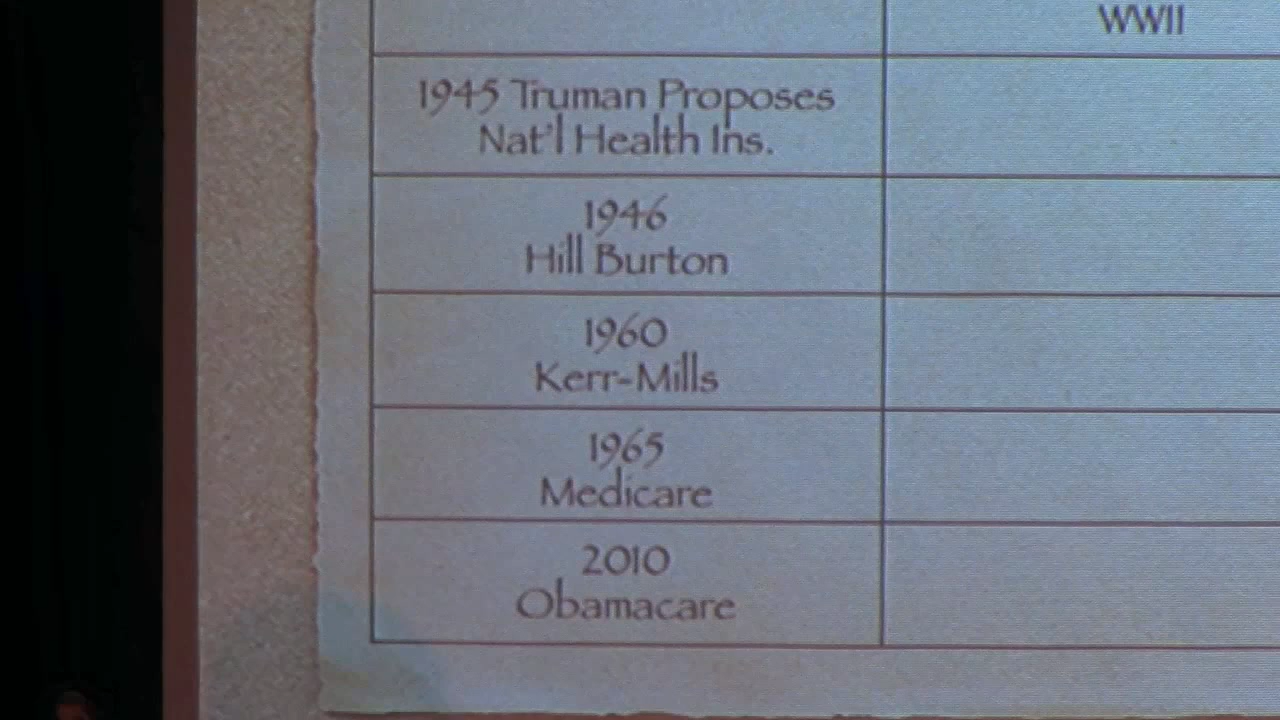 WWII
1945 Truman Proposes
Nat'l Health Ins.
1946
Hill Burton
1960
Kerr-Mills
1965
Medicare
2010
Obamacare